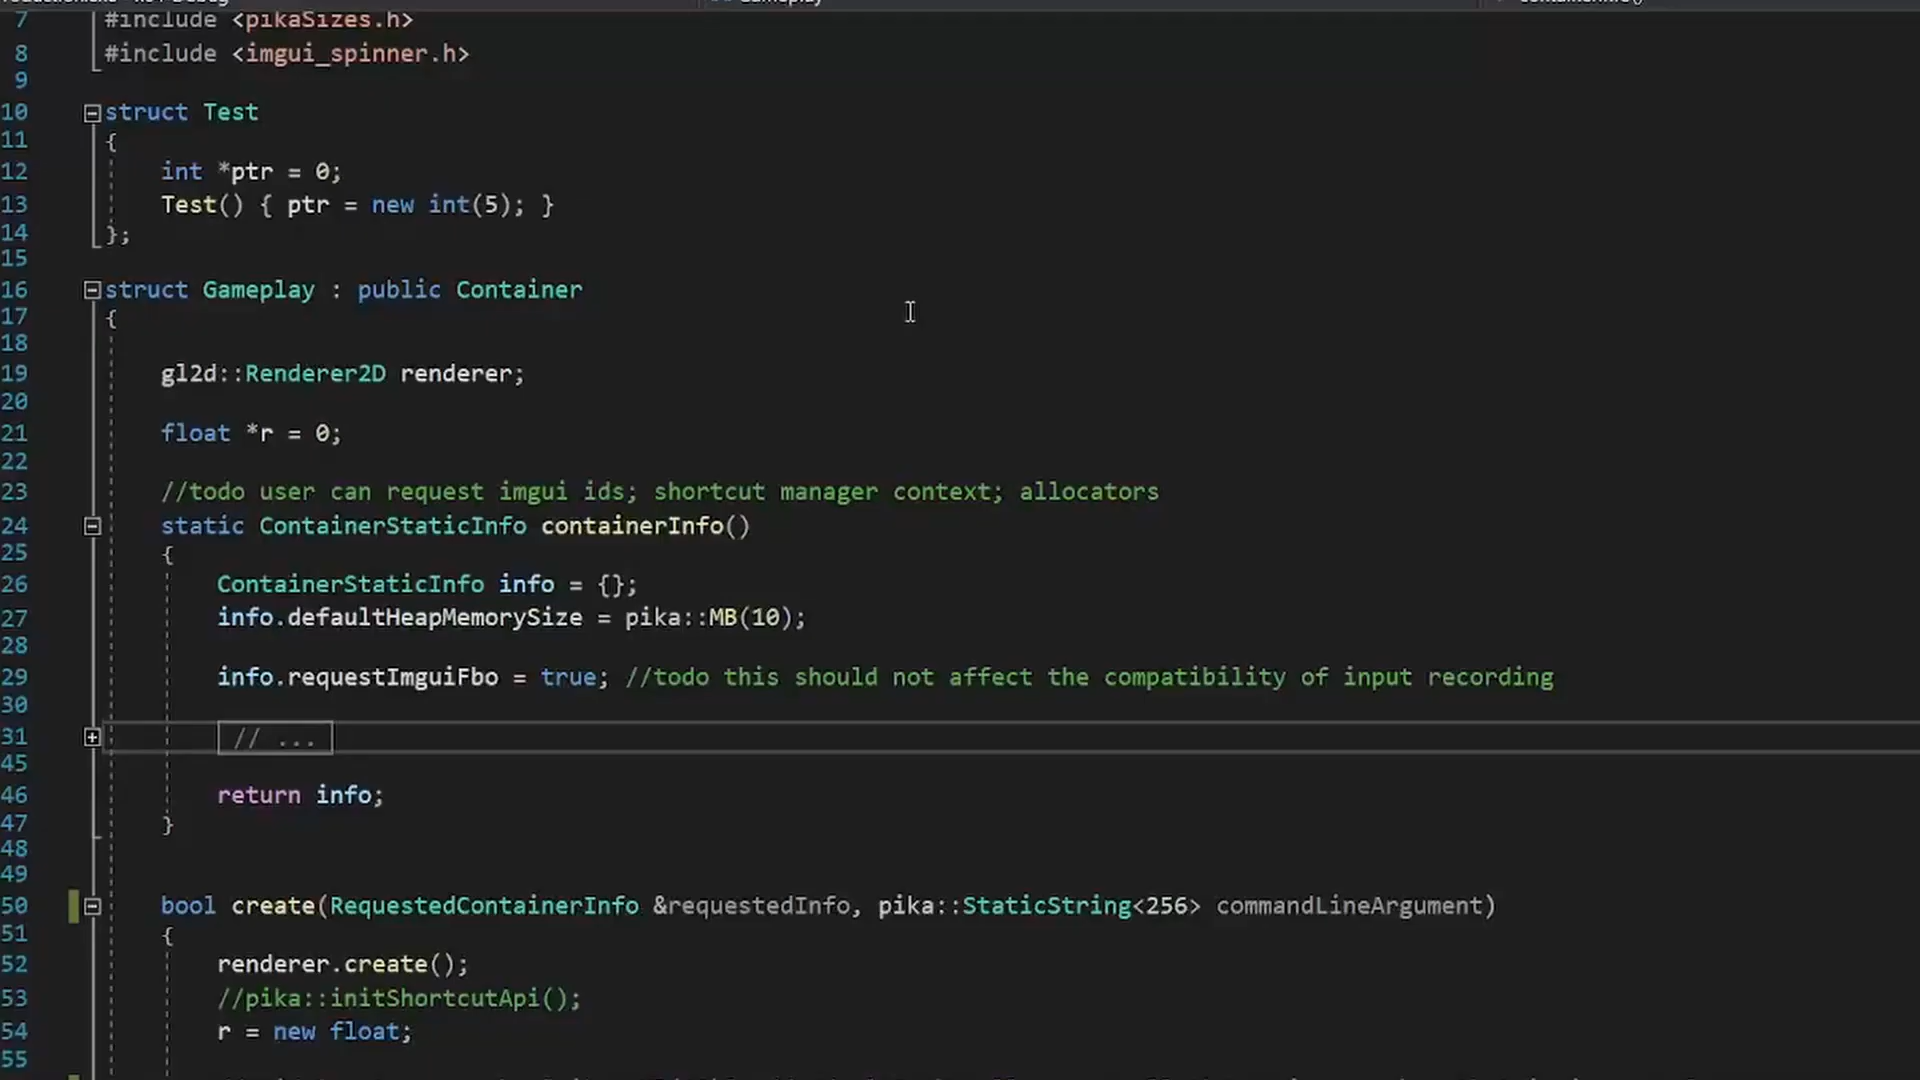 Gameplay
7 #include <pikaSizes.h>
8 #include <imgui_spinner.h>
9
10 struct Test
11 {
12 int *ptr = 0;
13 Test() { ptr = new int(5); }
14 };
15
16 struct Gameplay : public Container
17 {
18
19 gl2d::Renderer2D renderer;
20
21 float *r = 0;
22
23 //todo user can request imgui ids; shortcut manager context; allocators
24 static ContainerStaticInfo containerInfo()
25 {
26 ContainerStaticInfo info = {};
27 info.defaultHeapMemorySize = pika::MB(10);
28
29 info.requestImguiFbo = true; //todo this should not affect the compatibility of input recording
30
31 // ...
45
46 return info;
47 }
48
49
50 bool create(RequestedContainerInfo &requestedInfo, pika::StaticString<256> commandLineArgument)
51 {
52 renderer.create();
53 //pika::initShortcutApi();
54 r = new float;
55